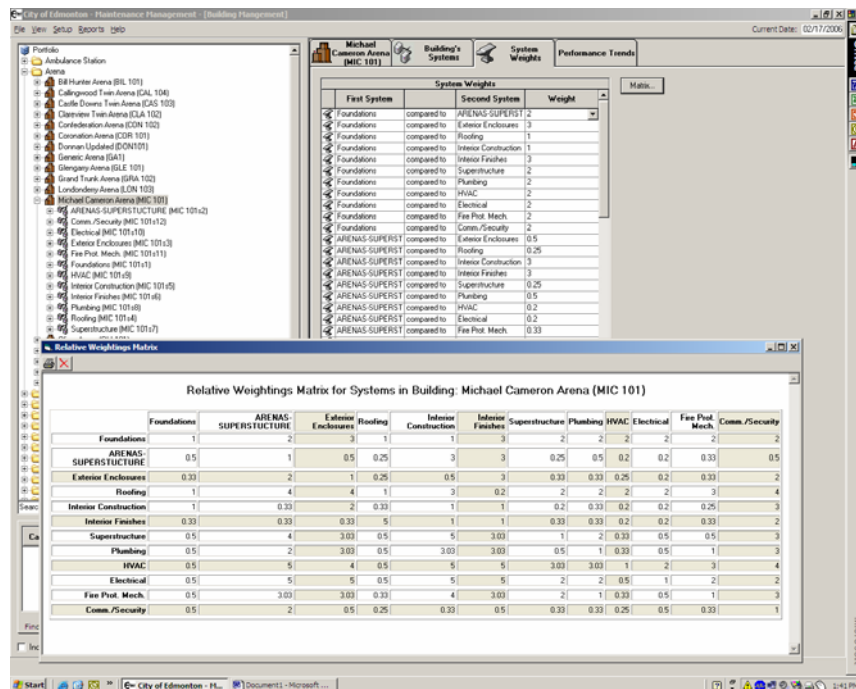 City of Edmonton - Maintenance Management - [Building Mangement]
File View Setup Reports Help
Current Date: 02/17/2006
Portfolio
Ambulance Station
Arena
Bill Hunter Arena (BIL 101)
Callingwood Twin Arena (CAL 104)
Castle Downs Twin Arena (CAS 103)
Clareview Twin Arena (CLA 102)
Confederation Arena (CON 102)
Coronation Arena (COR 101)
Donnan Updated (DON101)
Generic Arena (GA1)
Glengary Arena (GLE 101)
Grand Trunk Arena (GRA 102)
Londonderry Arena (LON 103)
Michael Cameron Arena (MIC 101)
ARENAS-SUPERSTUCTURE (MIC 101s2)
Comm./Security (MIC 101s12)
Electrical (MIC 101s10)
Exterior Enclosures (MIC 101s3)
Fire Prot. Mech. (MIC 101s11)
Foundations (MIC 101s1)
HVAC (MIC 101s9)
Interior Construction (MIC 101s5)
Interior Finishes (MIC 101s6)
Plumbing (MIC 101s8)
Roofing (MIC 101s4)
Superstructure (MIC 101s7)
Michael Cameron Arena (MIC 101)
Building's Systems
System Weights
Performance Trends
System Weights
Matrix...
First System Second System Weight
Foundations compared to ARENAS-SUPERST 2
Foundations compared to Exterior Enclosures 3
Foundations compared to Roofing 1
Foundations compared to Interior Construction 1
Foundations compared to Interior Finishes 3
Foundations compared to Superstructure 2
Foundations compared to Plumbing 2
Foundations compared to HVAC 2
Foundations compared to Electrical 2
Foundations compared to Fire Prot. Mech. 2
Foundations compared to Comm./Security 2
ARENAS-SUPERST compared to Exterior Enclosures 0.5
ARENAS-SUPERST compared to Roofing 0.25
ARENAS-SUPERST compared to Interior Construction 3
ARENAS-SUPERST compared to Interior Finishes 3
ARENAS-SUPERST compared to Superstructure 0.25
ARENAS-SUPERST compared to Plumbing 0.5
ARENAS-SUPERST compared to HVAC 0.2
ARENAS-SUPERST compared to Electrical 0.2
ARENAS-SUPERST compared to Fire Prot. Mech. 0.33
Relative Weightings Matrix
Relative Weightings Matrix for Systems in Building: Michael Cameron Arena (MIC 101)
Foundations ARENAS-SUPERSTUCTURE Exterior Enclosures Roofing Interior Construction Interior Finishes Superstructure Plumbing HVAC Electrical Fire Prot. Mech. Comm./Security
Foundations 1 2 3 1 1 3 2 2 2 2 2 2
ARENAS-SUPERSTUCTURE 0.5 1 0.5 0.25 3 3 0.25 0.5 0.2 0.2 0.33 0.5
Exterior Enclosures 0.33 2 1 0.25 0.5 3 0.33 0.33 0.25 0.2 0.33 2
Roofing 1 4 4 1 3 0.2 2 2 2 2 3 4
Interior Construction 1 0.33 2 0.33 1 1 0.2 0.33 0.2 0.2 0.25 3
Interior Finishes 0.33 0.33 0.33 5 1 1 0.33 0.33 0.2 0.2 0.33 2
Superstructure 0.5 4 3.03 0.5 5 3.03 1 2 0.33 0.5 0.5 3
Plumbing 0.5 2 3.03 0.5 3.03 3.03 0.5 1 0.33 0.5 1 3
HVAC 0.5 5 4 0.5 5 5 3.03 3.03 1 2 3 4
Electrical 0.5 5 5 0.5 5 5 2 2 0.5 1 2 2
Fire Prot. Mech. 0.5 3.03 3.03 0.33 4 3.03 2 1 0.33 0.5 1 3
Comm./Security 0.5 2 0.5 0.25 0.33 0.5 0.33 0.33 0.25 0.5 0.33 1
Start
City of Edmonton - M...
Document1 - Microsoft ...
1:41 PM